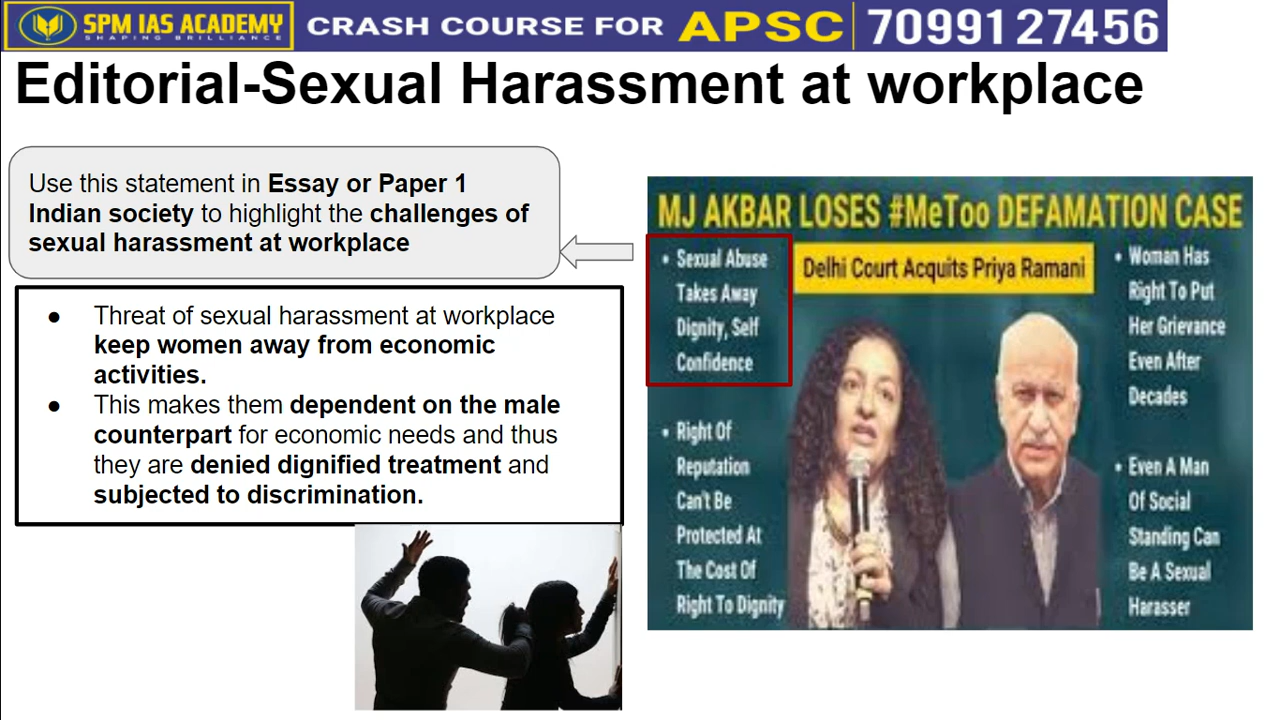 SPM IAS ACADEMY
SHAPING BRILLIANCE
CRASH COURSE FOR APSC 7099127456
Editorial-Sexual Harassment at workplace
Use this statement in Essay or Paper 1
Indian society to highlight the challenges of
sexual harassment at workplace
● Threat of sexual harassment at workplace
keep women away from economic
activities.
● This makes them dependent on the male
counterpart for economic needs and thus
they are denied dignified treatment and
subjected to discrimination.
MJ AKBAR LOSES #MeToo DEFAMATION CASE
Delhi Court Acquits Priya Ramani
• Sexual Abuse
Takes Away
Dignity, Self
Confidence
• Right Of
Reputation
Can't Be
Protected At
The Cost Of
Right To Dignity
• Woman Has
Right To Put
Her Grievance
Even After
Decades
• Even A Man
Of Social
Standing Can
Be A Sexual
Harasser